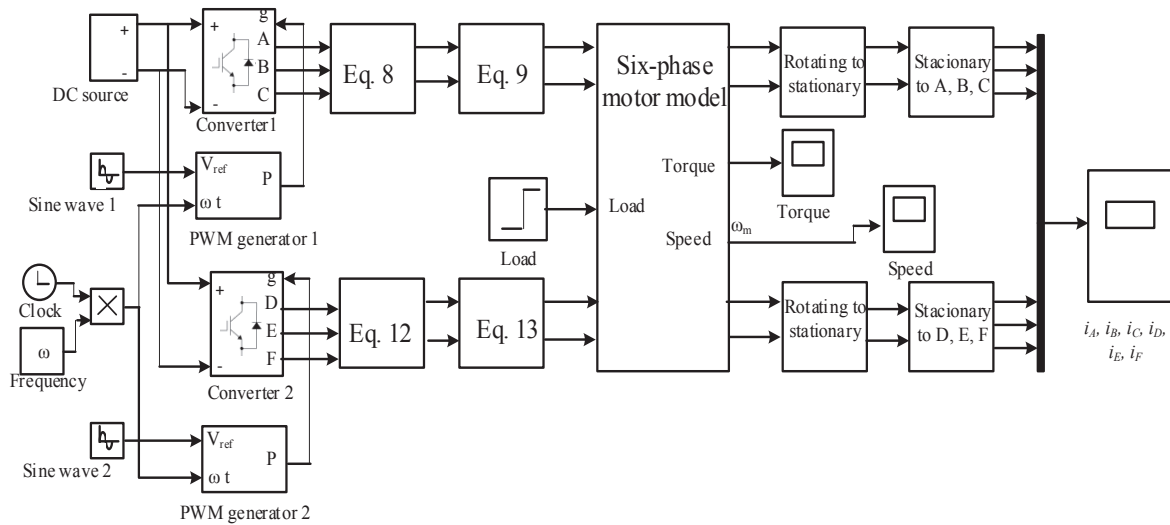 +
-
DC source
+
-
g
A
B
C
Converter1
Eq. 8
Eq. 9
Six-phase
motor model
Torque
Load
ωm
Speed
Rotating to
stationary
Stacionary
to A, B, C
Torque
Speed
Sine wave 1
Vref
P
ω t
PWM generator 1
Load
Clock
ω
Frequency
+
-
g
D
E
F
Converter 2
Eq. 12
Eq. 13
Rotating to
stationary
Stacionary
to D, E, F
iA, iB, iC, iD,
iE, iF
Sine wave 2
Vref
P
ω t
PWM generator 2